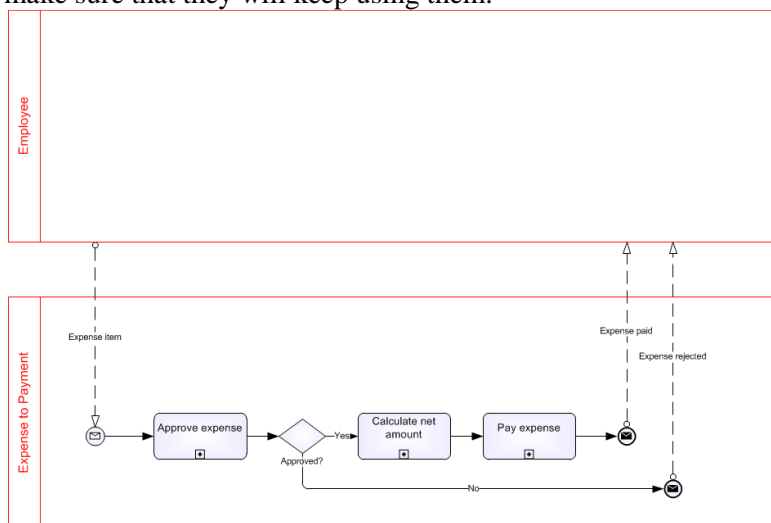 make sure that they will keep using them.
Employee
Expense item
Expense paid
Expense rejected
Expense to Payment
Approve expense
Approved?
Yes
Calculate net
amount
Pay expense
No